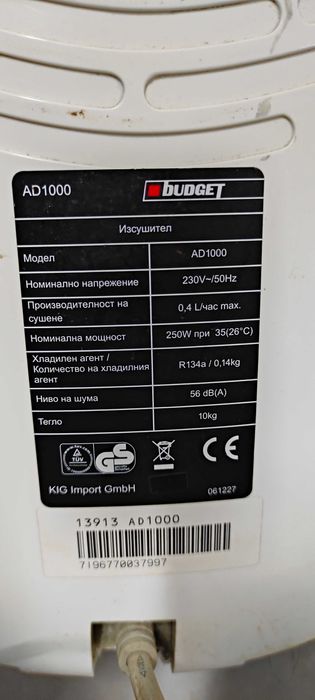 AD1000 BUDGET
Изсушител
Модел AD1000
Номинално напрежение 230V~/50Hz
Производителност на
сушене 0,4 L/час max.
Номинална мощност 250W при 35(26°C)
Хладилен агент /
Количество на хладилния
агент R134a / 0,14kg
Ниво на шума 56 dB(A)
Тегло 10kg
TÜV GS CE
KIG Import GmbH 061227
13913 AD1000
7196770037997